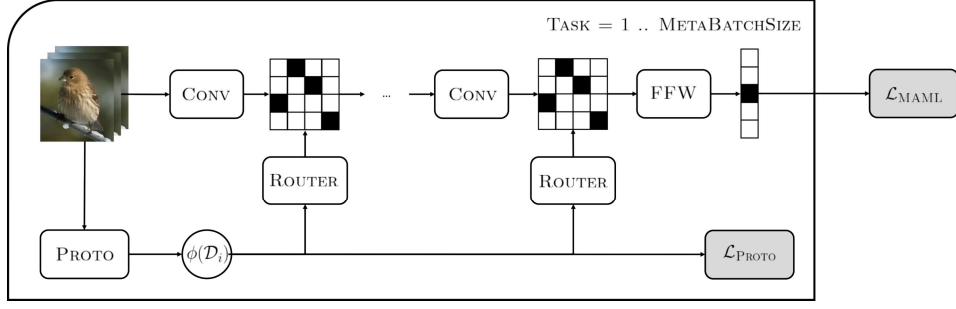 TASK = 1 .. METABATCHSIZE
CONV
...
CONV
FFW
ℒ_MAML
ROUTER
ROUTER
PROTO
ϕ(𝒟_i)
ℒ_PROTO